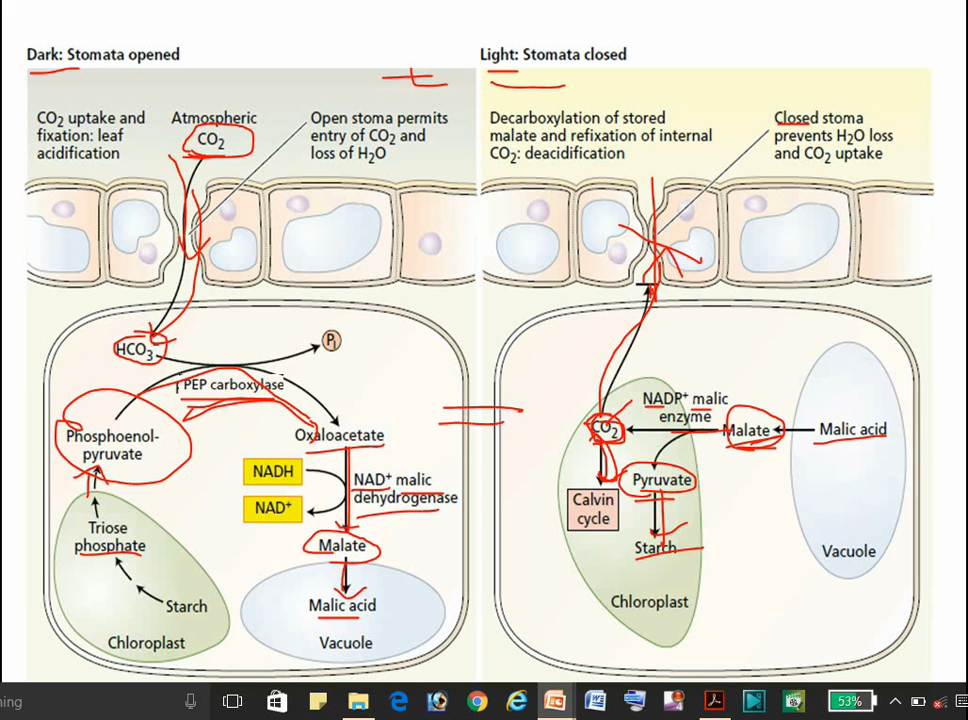 Dark: Stomata opened
CO2 uptake and
fixation: leaf
acidification
Atmospheric
CO2
Open stoma permits
entry of CO2 and
loss of H2O
HCO3-
Pi
PEP carboxylase
Phosphoenol-
pyruvate
Oxaloacetate
NADH
NAD+
NAD+ malic
dehydrogenase
Triose
phosphate
Malate
Starch
Malic acid
Chloroplast
Vacuole
Light: Stomata closed
Decarboxylation of stored
malate and refixation of internal
CO2: deacidification
Closed stoma
prevents H2O loss
and CO2 uptake
NADP+ malic
enzyme
CO2
Malate
Malic acid
Pyruvate
Calvin
cycle
Starch
Vacuole
Chloroplast
ning
53%